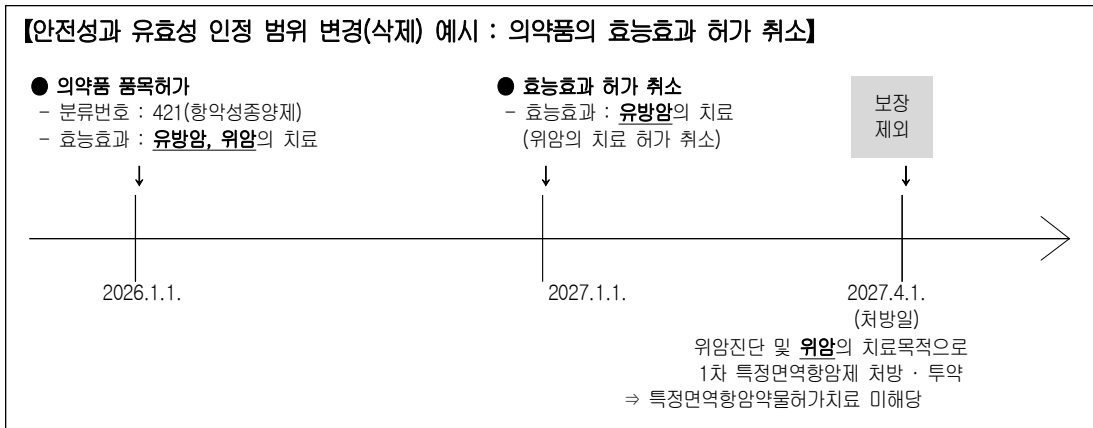 【안전성과 유효성 인정 범위 변경(삭제) 예시 : 의약품의 효능효과 허가 취소】
● 의약품 품목허가
- 분류번호 : 421(항악성종양제)
- 효능효과 : 유방암, 위암의 치료
↓
● 효능효과 허가 취소
- 효능효과 : 유방암의 치료
(위암의 치료 허가 취소)
↓
보장
제외
↓
2026.1.1.
2027.1.1.
2027.4.1.
(처방일)
위암진단 및 위암의 치료목적으로
1차 특정면역항암제 처방 · 투약
⇒ 특정면역항암약물허가치료 미해당